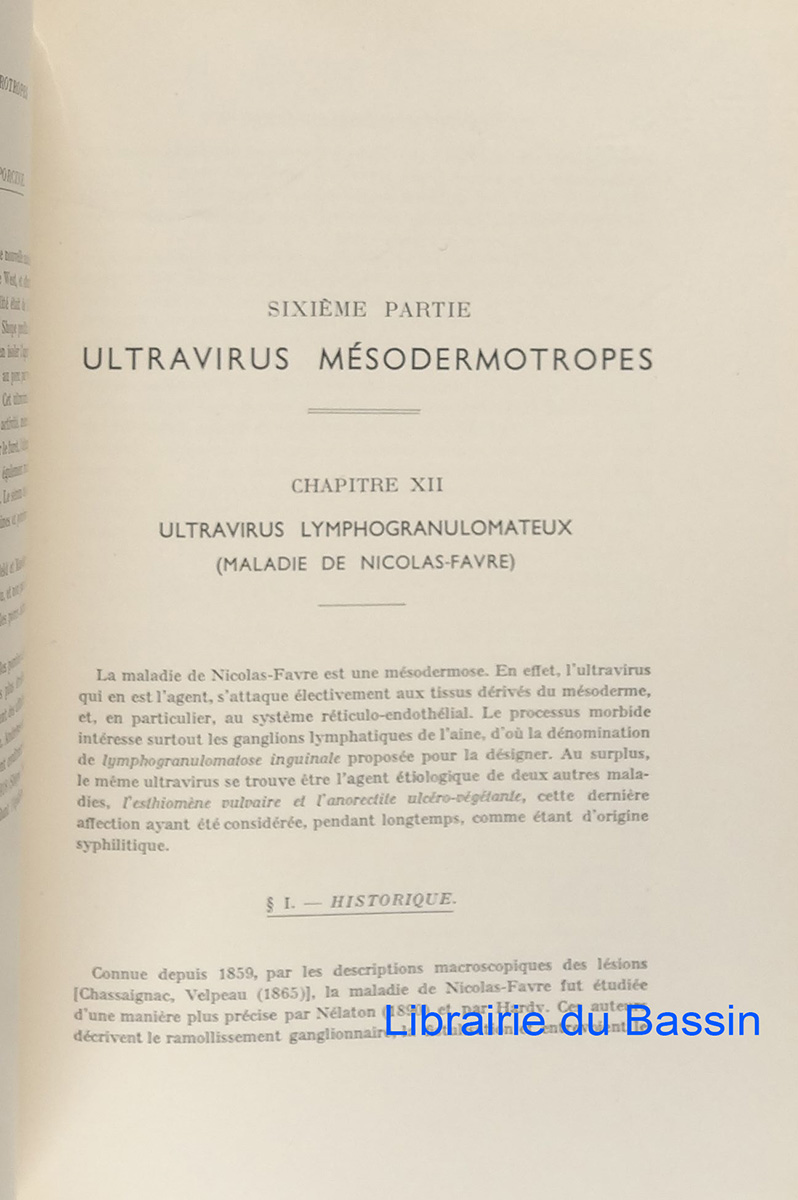 SIXIÈME PARTIE
ULTRAVIRUS MÉSODERMOTROPES
CHAPITRE XII
ULTRAVIRUS LYMPHOGRANULOMATEUX
(MALADIE DE NICOLAS-FAVRE)
La maladie de Nicolas-Favre est une mésodermose. En effet, l'ultravirus
qui en est l'agent, s'attaque électivement aux tissus dérivés du mésoderme,
et, en particulier, au système réticulo-endothélial. Le processus morbide
intéresse surtout les ganglions lymphatiques de l'aine, d'où la dénomination
de lymphogranulomatose inguinale proposée pour la désigner. Au surplus,
le même ultravirus se trouve être l'agent étiologique de deux autres mala-
dies, l'esthiomène vulvaire et l'anorectite ulcéro-végétante, cette dernière
affection ayant été considérée, pendant longtemps, comme étant d'origine
syphilitique.
§ I. — HISTORIQUE.
Connue depuis 1859, par les descriptions macroscopiques des lésions
[Chassaignac, Velpeau (1865)], la maladie de Nicolas-Favre fut étudiée
d'une manière plus précise par Nélaton et par Hardy. Ces auteurs
décrivent le ramollissement ganglionnaire,
Librairie du Bassin